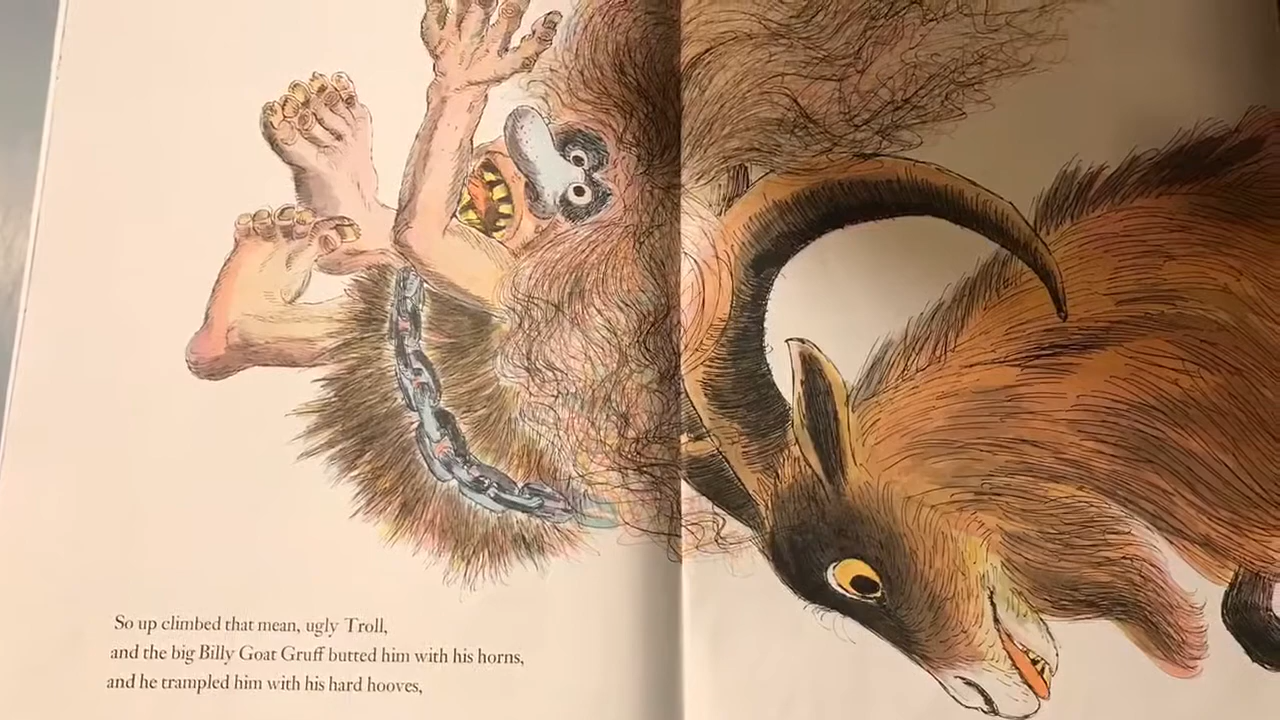 So up climbed that mean, ugly Troll,
and the big Billy Goat Gruff butted him with his horns,
and he trampled him with his hard hooves,